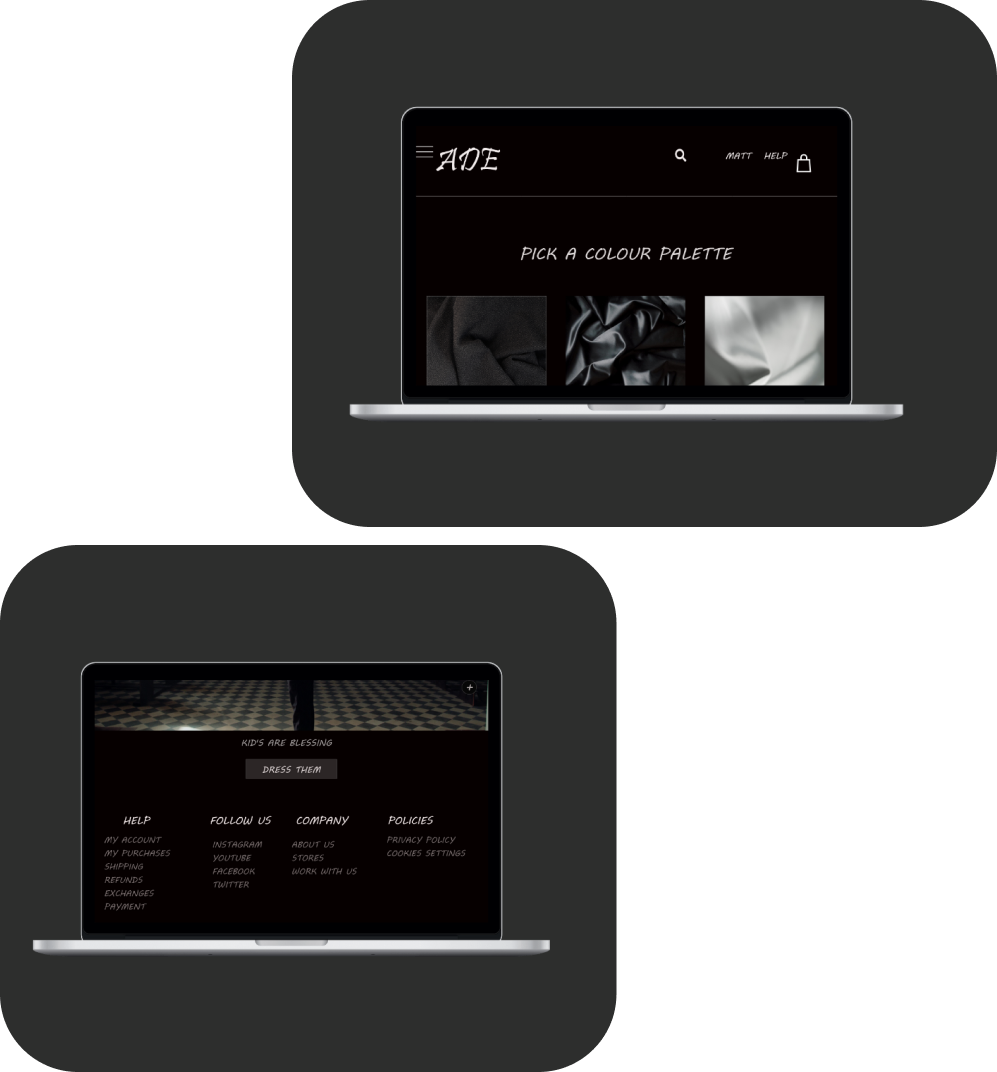 ADE
MATT HELP
PICK A COLOUR PALETTE
KID'S ARE BLESSING
DRESS THEM
HELP
MY ACCOUNT
MY PURCHASES
SHIPPING
REFUNDS
EXCHANGES
PAYMENT
FOLLOW US
INSTAGRAM
YOUTUBE
FACEBOOK
TWITTER
COMPANY
ABOUT US
STORES
WORK WITH US
POLICIES
PRIVACY POLICY
COOKIES SETTINGS